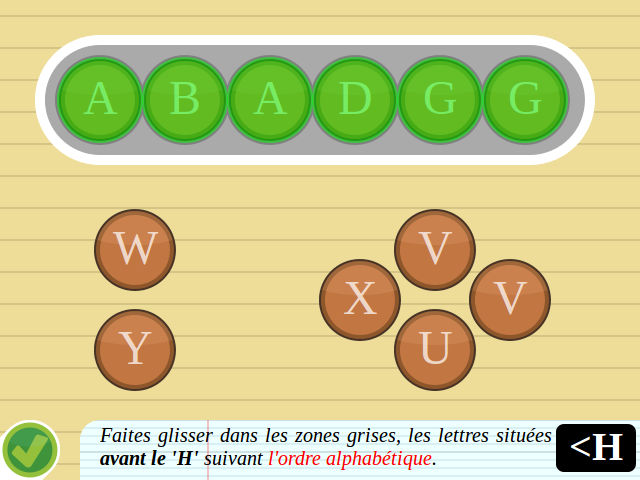 A B A D G G
W V
X V
Y U
Faites glisser dans les zones grises, les lettres situées
avant le 'H' suivant l'ordre alphabétique.
<H